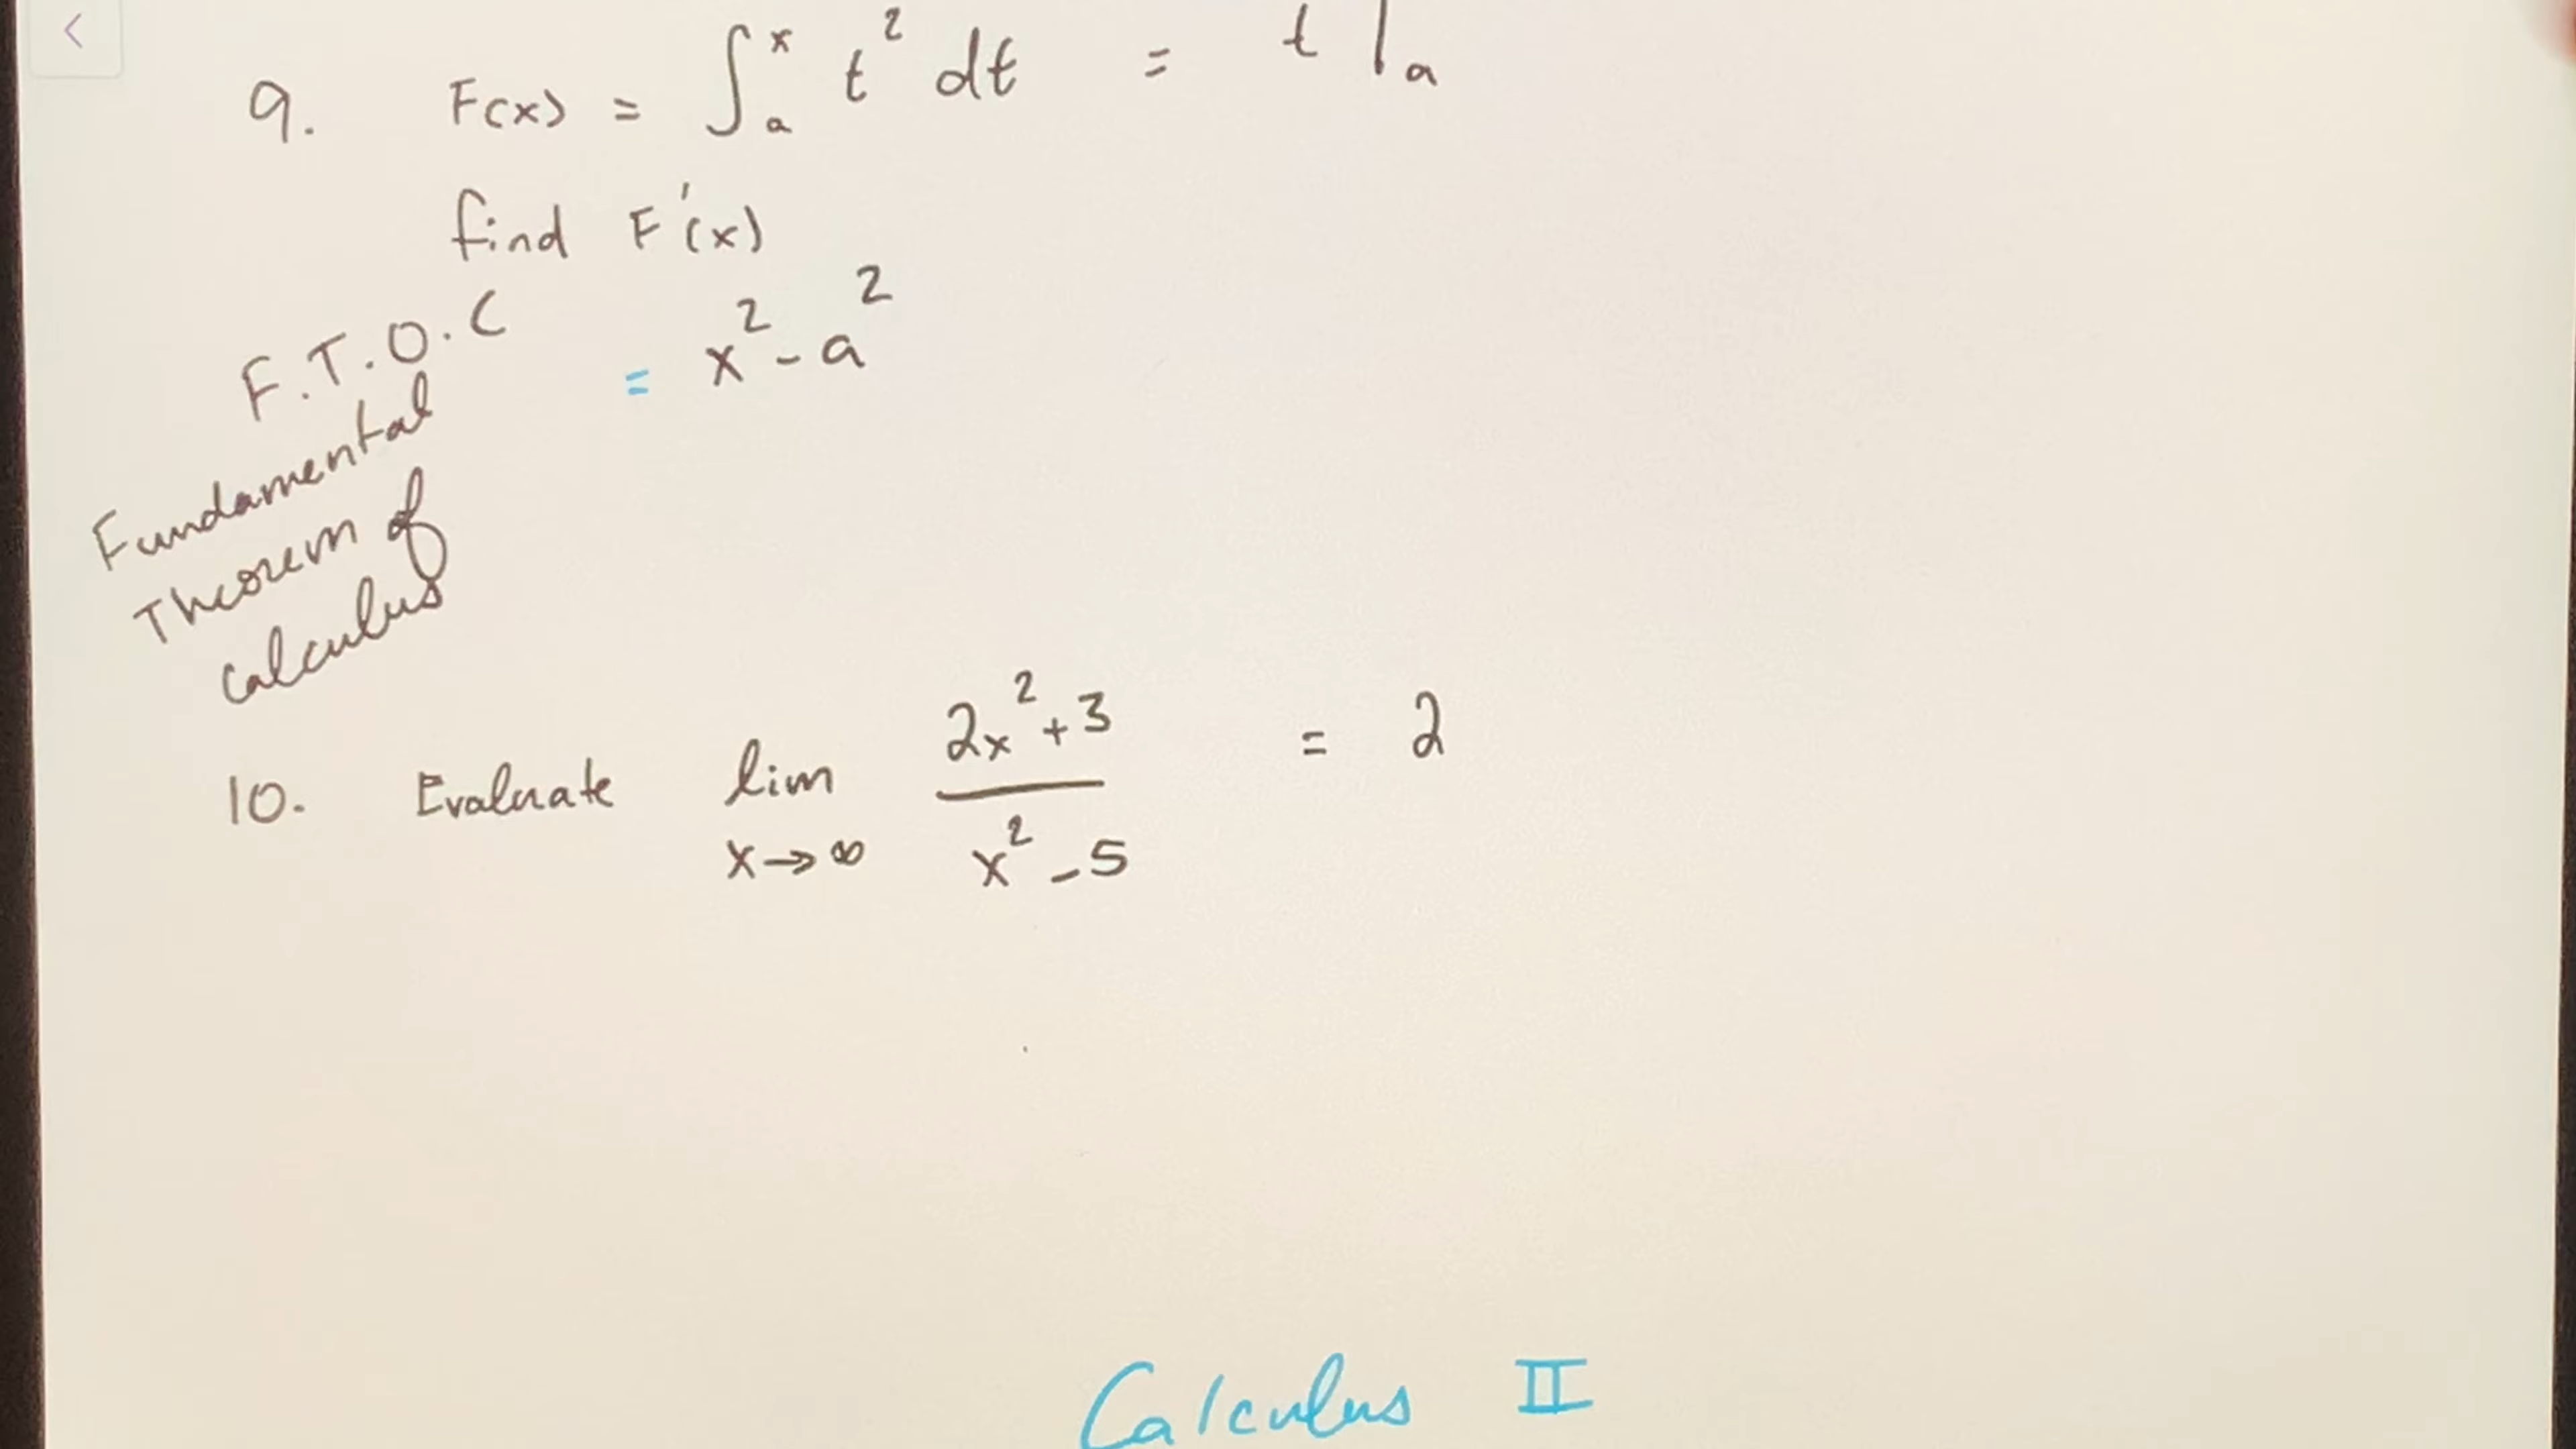 9. F(x) = ∫ₐˣ t² dt = t |ₐ
find F'(x)
F.T.O.C = x² - a²
Fundamental
Theorem of
Calculus
10. Evaluate lim x→∞ (2x²+3)/(x²-5) = 2
Calculus II